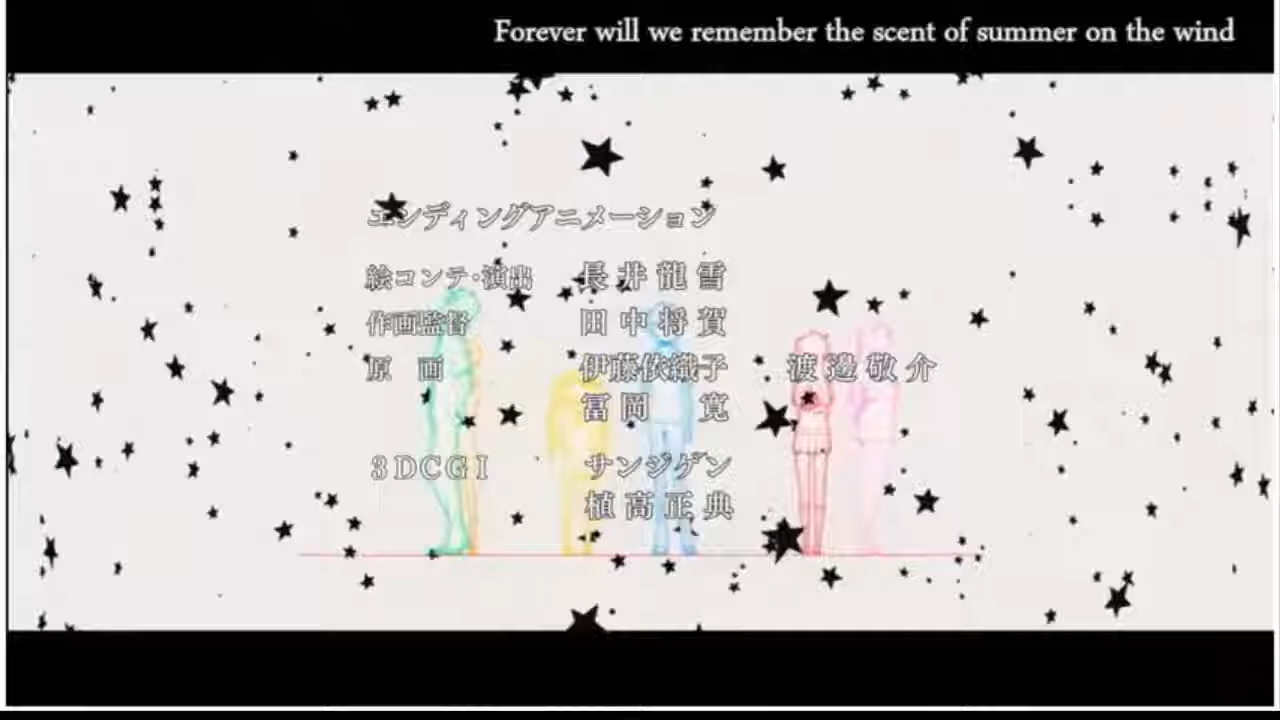 Forever will we remember the scent of summer on the wind
エンディングアニメーション
絵コンテ・演出 長井龍雪
作画監督 田中将賀
原画 伊藤依織子 渡邊敬介
冨岡寛
3DCGI サンジゲン
植高正典